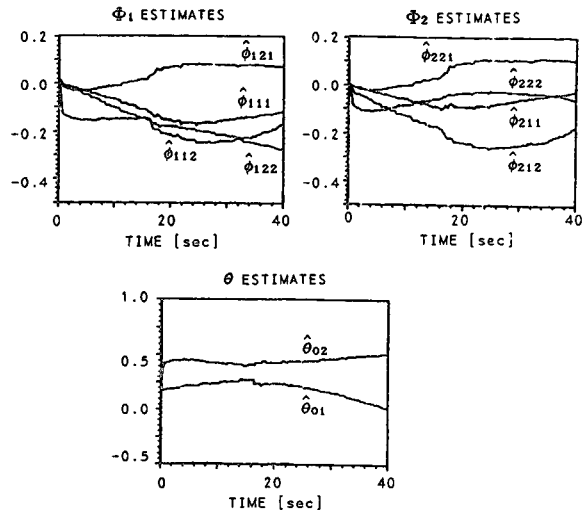 Φ̂₁ ESTIMATES
0.2
0.0
-0.2
-0.4
0
20
40
TIME [sec]
ϕ̂₁₂₁
ϕ̂₁₁₁
ϕ̂₁₁₂
ϕ̂₁₂₂
Φ̂₂ ESTIMATES
0.2
0.0
-0.2
-0.4
0
20
40
TIME [sec]
ϕ̂₂₂₁
ϕ̂₂₂₂
ϕ̂₂₁₁
ϕ̂₂₁₂
θ ESTIMATES
1.0
0.5
0.0
-0.5
0
20
40
TIME [sec]
θ̂₀₂
θ̂₀₁